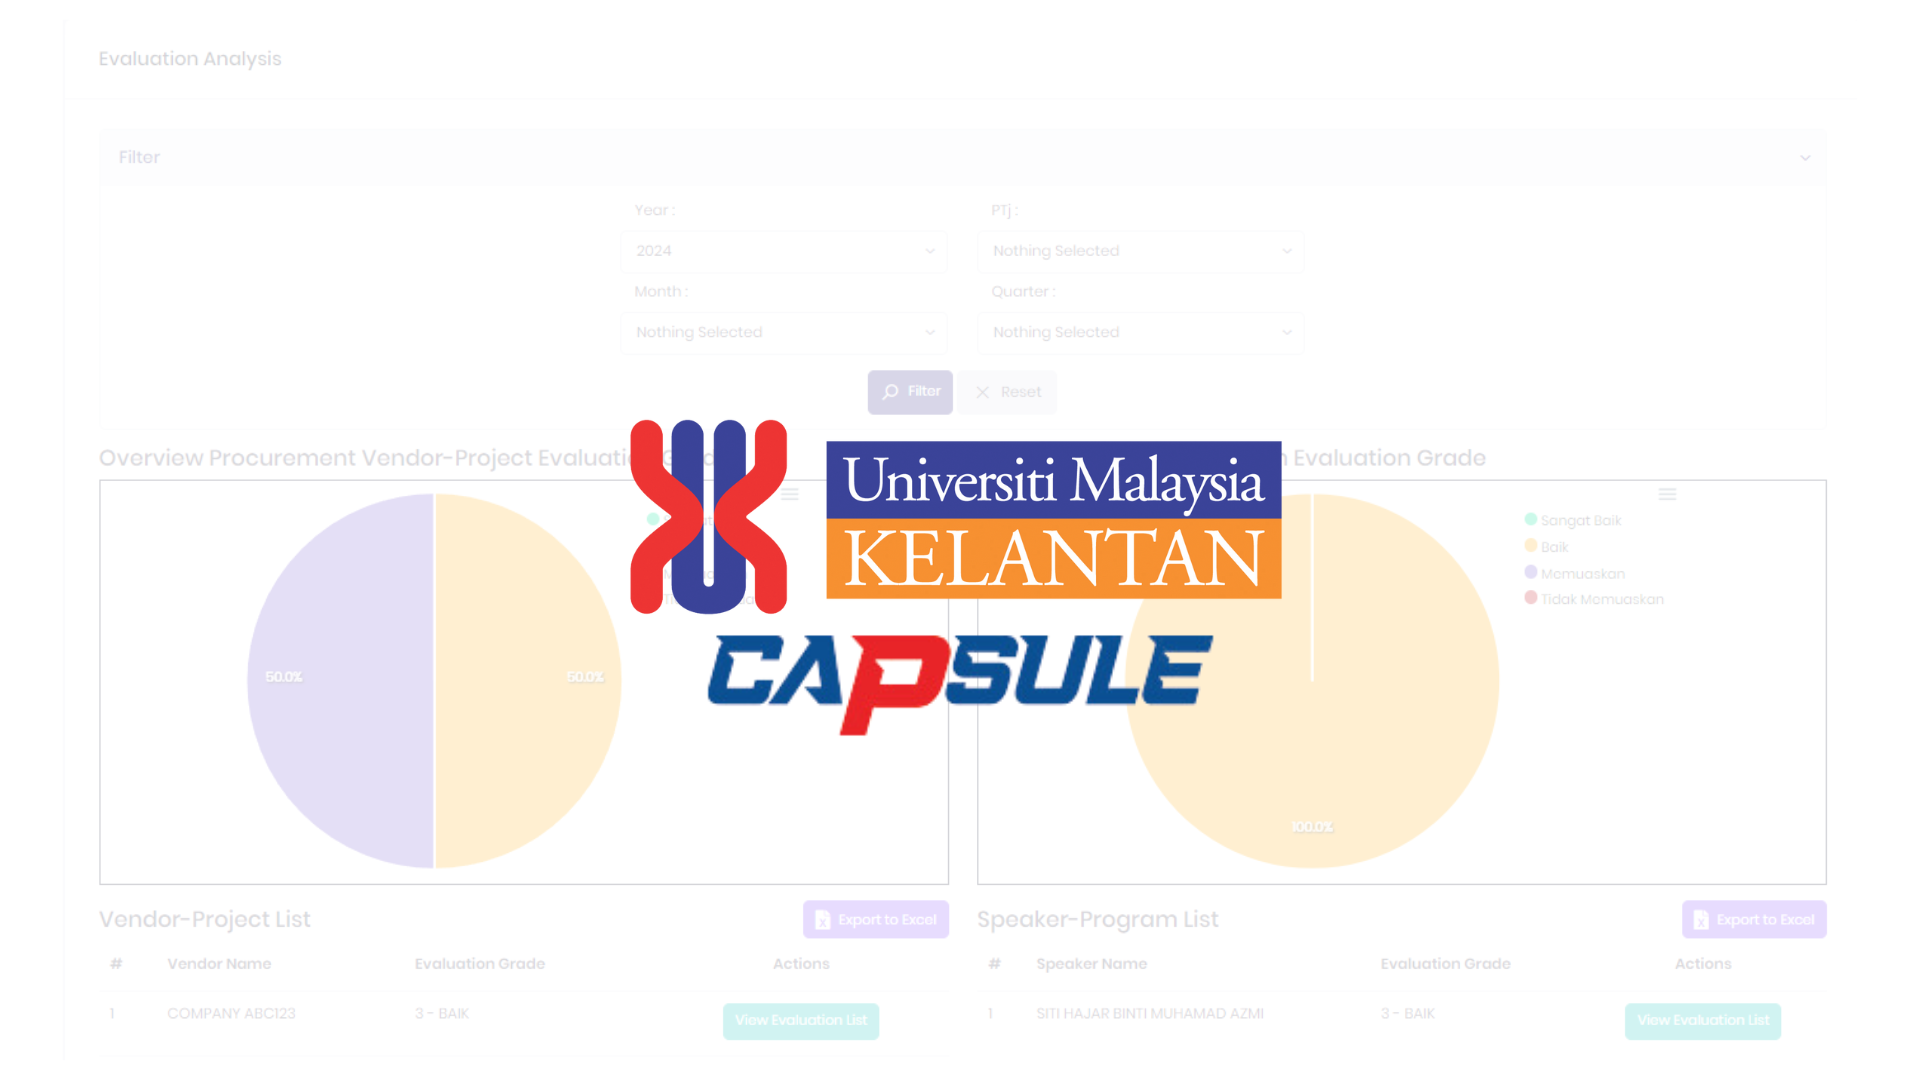 Evaluation Analysis
Filter
Year :
PTj :
2024
Nothing Selected
Month :
Quarter :
Nothing Selected
Nothing Selected
Filter
Reset
Overview Procurement Vendor-Project
Evaluation Grade
Universiti Malaysia
KELANTAN
CAPSULE
50.0%
50.0%
Sangat Baik
Baik
Memuaskan
Tidak Memuaskan
100.0%
Vendor-Project List
Export to Excel
# Vendor Name Evaluation Grade Actions
1 COMPANY ABC123 3 - BAIK View Evaluation List
Speaker-Program List
Export to Excel
# Speaker Name Evaluation Grade Actions
1 SITI HAJAR BINTI MUHAMAD AZMI 3 - BAIK View Evaluation List